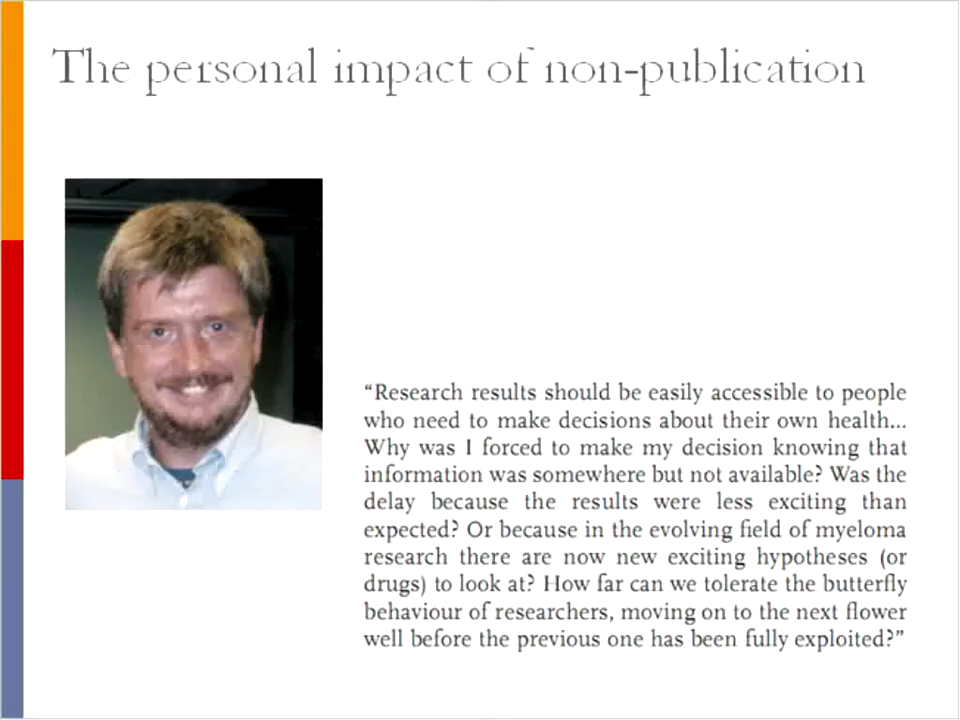 The personal impact of non-publication
“Research results should be easily accessible to people
who need to make decisions about their own health...
Why was I forced to make my decision knowing that
information was somewhere but not available? Was the
delay because the results were less exciting than
expected? Or because in the evolving field of myeloma
research there are now new exciting hypotheses (or
drugs) to look at? How far can we tolerate the butterfly
behaviour of researchers, moving on to the next flower
well before the previous one has been fully exploited?”